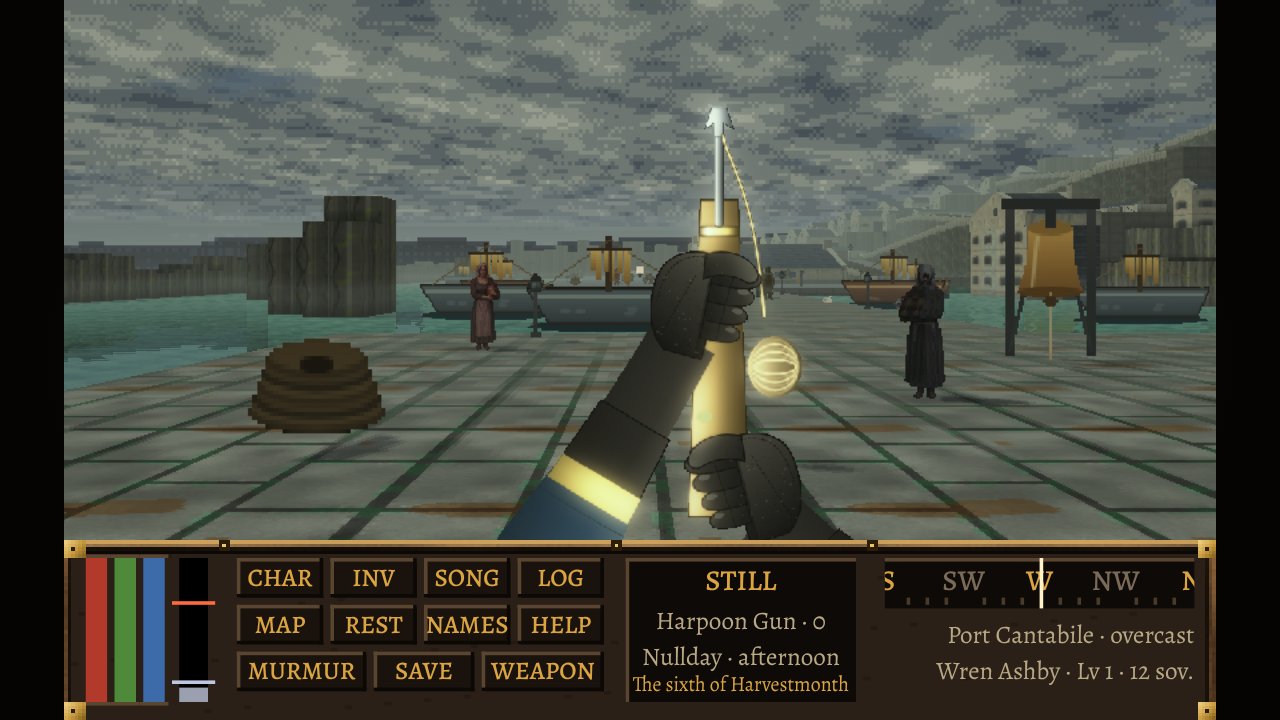 CHAR INV SONG LOG
MAP REST NAMES HELP
MURMUR SAVE WEAPON
STILL
Harpoon Gun · 0
Nullday · afternoon
The sixth of Harvestmonth
S SW W NW N
Port Cantabile · overcast
Wren Ashby · Lv 1 · 12 sov.